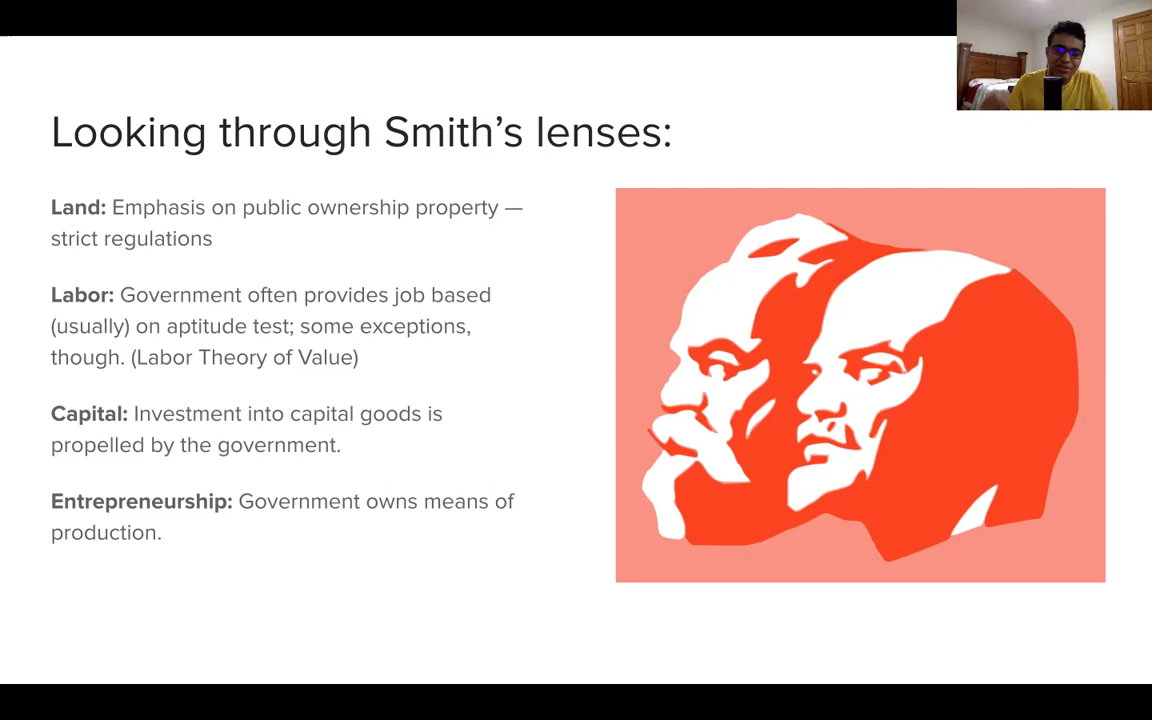 Looking through Smith’s lenses:
Land: Emphasis on public ownership property —
strict regulations
Labor: Government often provides job based
(usually) on aptitude test; some exceptions,
though. (Labor Theory of Value)
Capital: Investment into capital goods is
propelled by the government.
Entrepreneurship: Government owns means of
production.